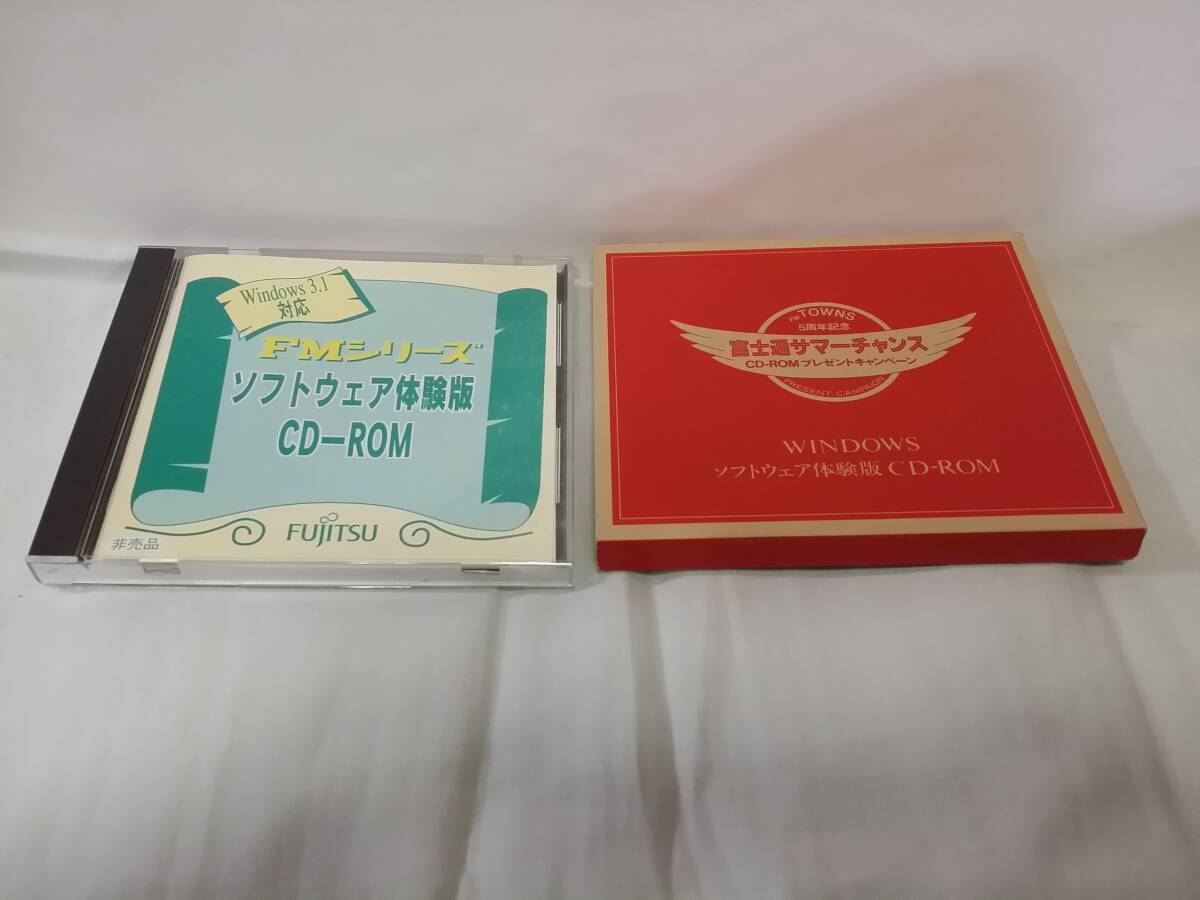 Windows 3.1
対応
FMシリーズ
ソフトウェア体験版
CD-ROM
FUJITSU
非売品
FM TOWNS
5周年記念
富士通サマーチャンス
CD-ROMプレゼントキャンペーン
PRESENT CAMPAIGN
WINDOWS
ソフトウェア体験版 CD-ROM